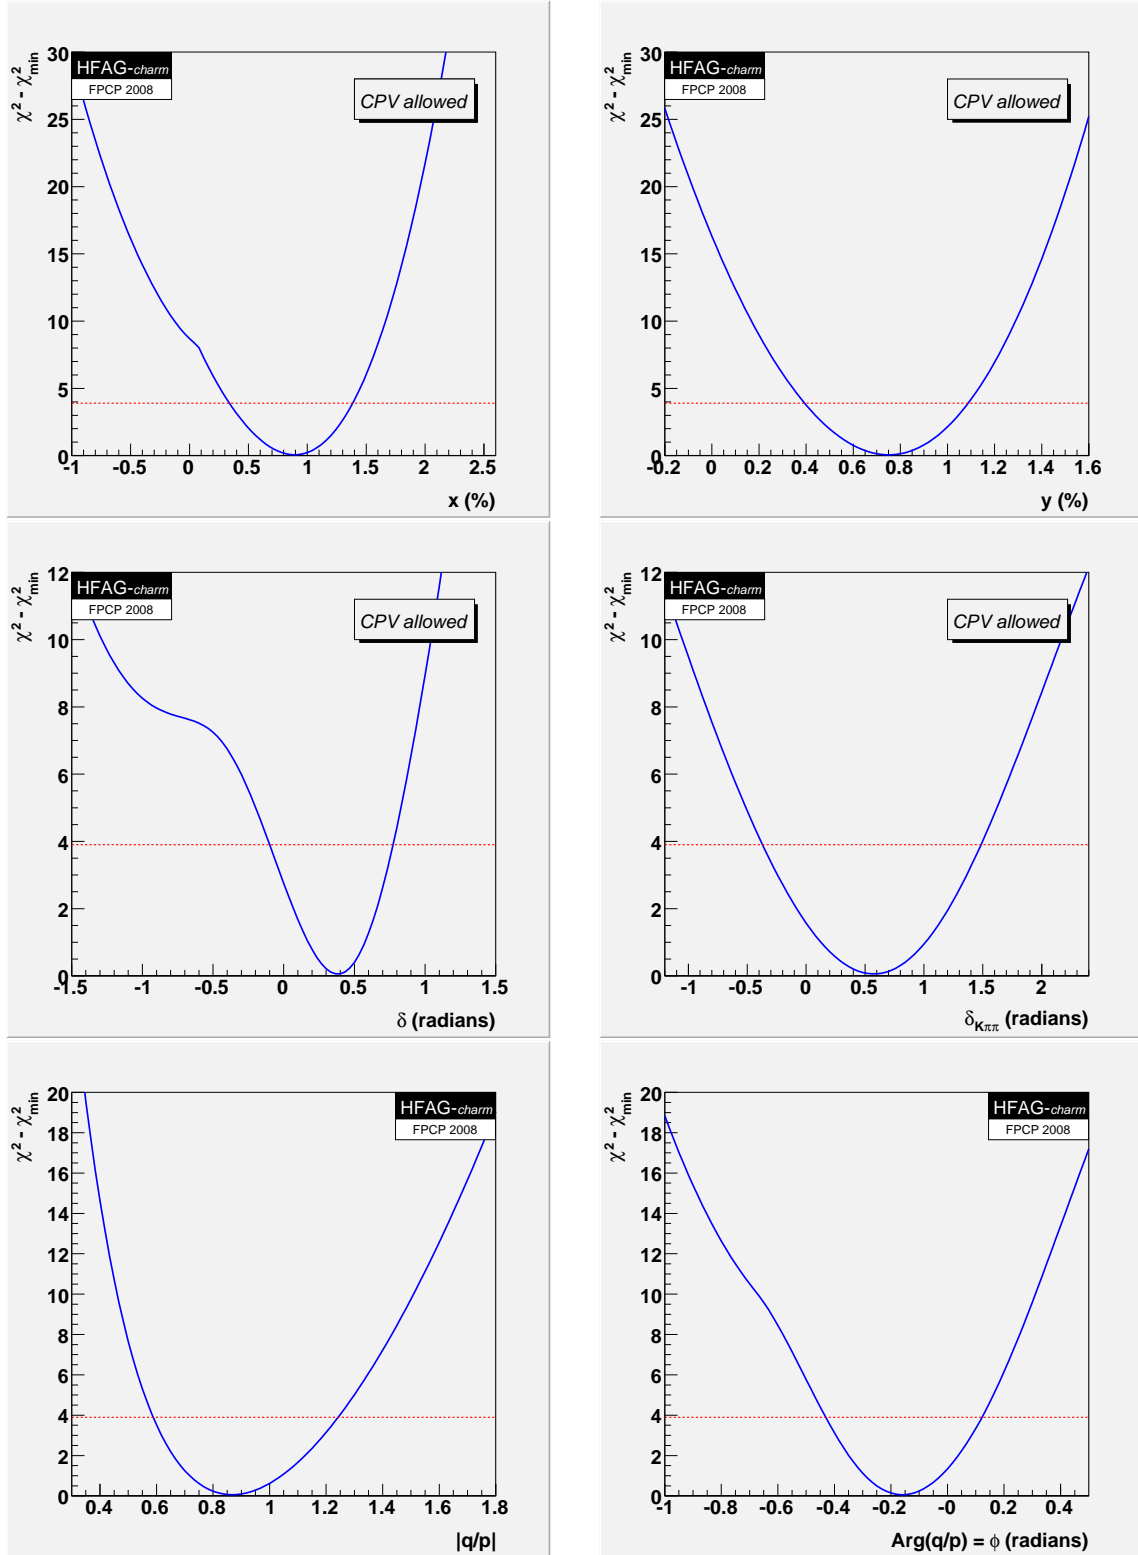 χ² - χ²min
30
25
20
15
10
5
0
HFAG-charm
FPCP 2008
CPV allowed
-1 -0.5 0 0.5 1 1.5 2 2.5
x (%)
χ² - χ²min
30
25
20
15
10
5
0
HFAG-charm
FPCP 2008
CPV allowed
-0.2 0 0.2 0.4 0.6 0.8 1 1.2 1.4 1.6
y (%)
χ² - χ²min
12
10
8
6
4
2
0
HFAG-charm
FPCP 2008
CPV allowed
-1.5 -1 -0.5 0 0.5 1 1.5
δ (radians)
χ² - χ²min
12
10
8
6
4
2
0
HFAG-charm
FPCP 2008
CPV allowed
-1 -0.5 0 0.5 1 1.5 2
δKππ (radians)
χ² - χ²min
20
18
16
14
12
10
8
6
4
2
0
HFAG-charm
FPCP 2008
0.4 0.6 0.8 1 1.2 1.4 1.6 1.8
|q/p|
χ² - χ²min
20
18
16
14
12
10
8
6
4
2
0
HFAG-charm
FPCP 2008
-1 -0.8 -0.6 -0.4 -0.2 -0 0.2 0.4
Arg(q/p) = ϕ (radians)